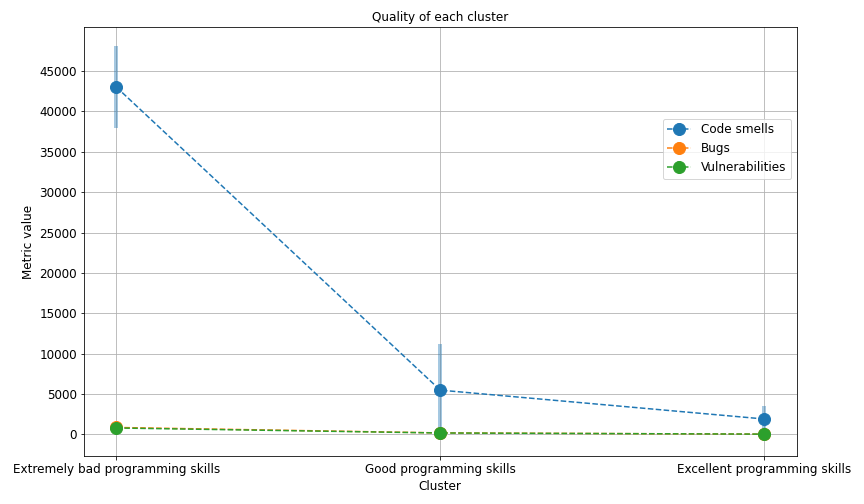 Quality of each cluster
45000
40000
35000
30000
25000
20000
15000
10000
5000
0
Metric value
Code smells
Bugs
Vulnerabilities
Extremely bad programming skills
Good programming skills
Excellent programming skills
Cluster